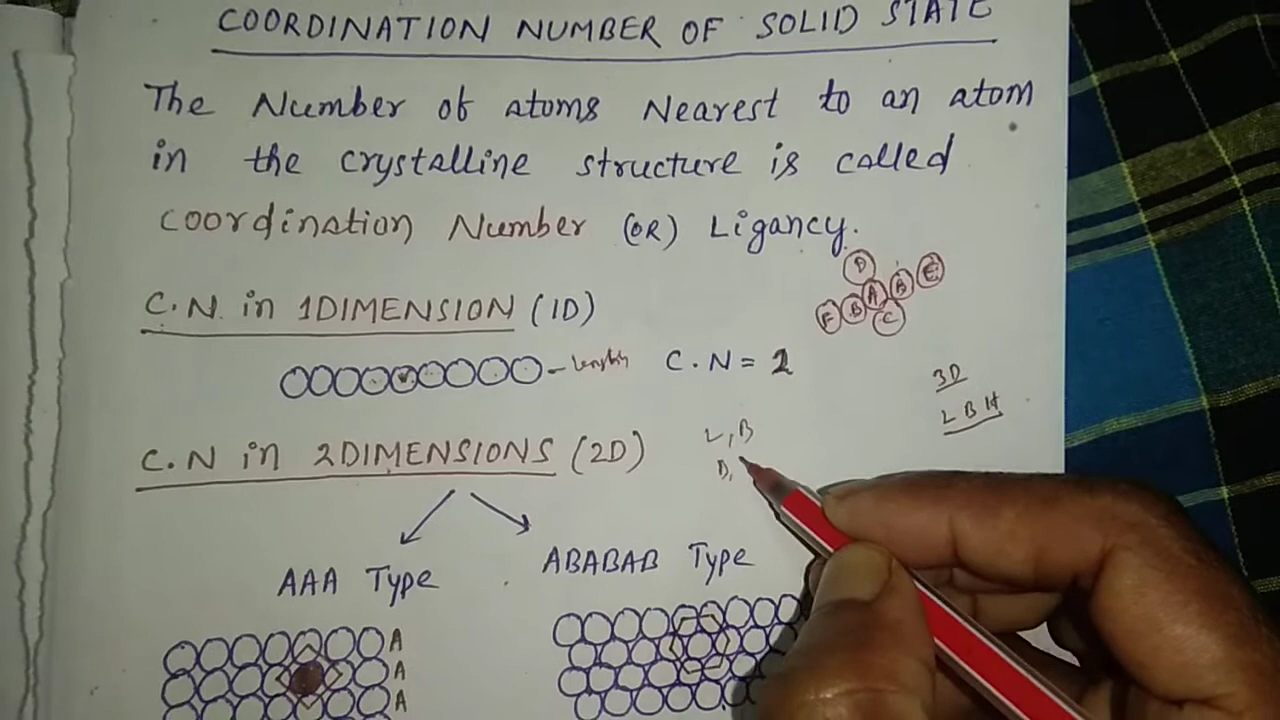 COORDINATION NUMBER OF SOLID STATE
The Number of atoms Nearest to an atom
in the crystalline structure is called
Coordination Number (OR) Ligancy.
D
F B A B E
C
C.N. in 1DIMENSION (1D)
Length C.N = 2
3D
L B H
C.N in 2DIMENSIONS (2D)
L, B
D,
AAA Type
ABABAB Type
A
A
A